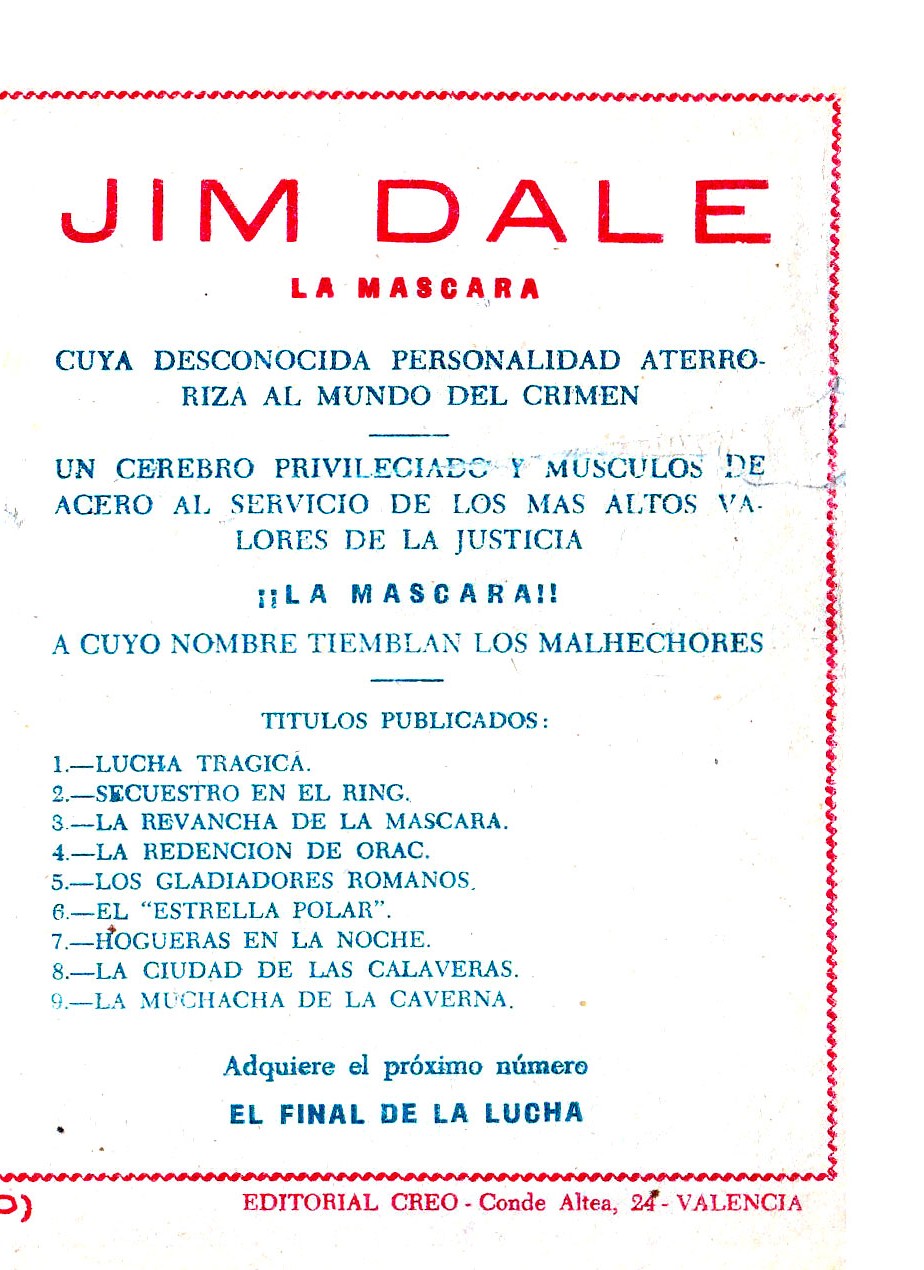 JIM DALE
LA MASCARA
CUYA DESCONOCIDA PERSONALIDAD ATERRO-
RIZA AL MUNDO DEL CRIMEN
UN CEREBRO PRIVILEGIADO Y MUSCULOS DE
ACERO AL SERVICIO DE LOS MAS ALTOS VA-
LORES DE LA JUSTICIA
¡¡LA MASCARA!!
A CUYO NOMBRE TIEMBLAN LOS MALHECHORES
TITULOS PUBLICADOS:
1.—LUCHA TRAGICA.
2.—SECUESTRO EN EL RING.
3.—LA REVANCHA DE LA MASCARA.
4.—LA REDENCION DE ORAC.
5.—LOS GLADIADORES ROMANOS.
6.—EL "ESTRELLA POLAR".
7.—HOGUERAS EN LA NOCHE.
8.—LA CIUDAD DE LAS CALAVERAS.
9.—LA MUCHACHA DE LA CAVERNA.
Adquiere el próximo número
EL FINAL DE LA LUCHA
EDITORIAL CREO - Conde Altea, 24 - VALENCIA